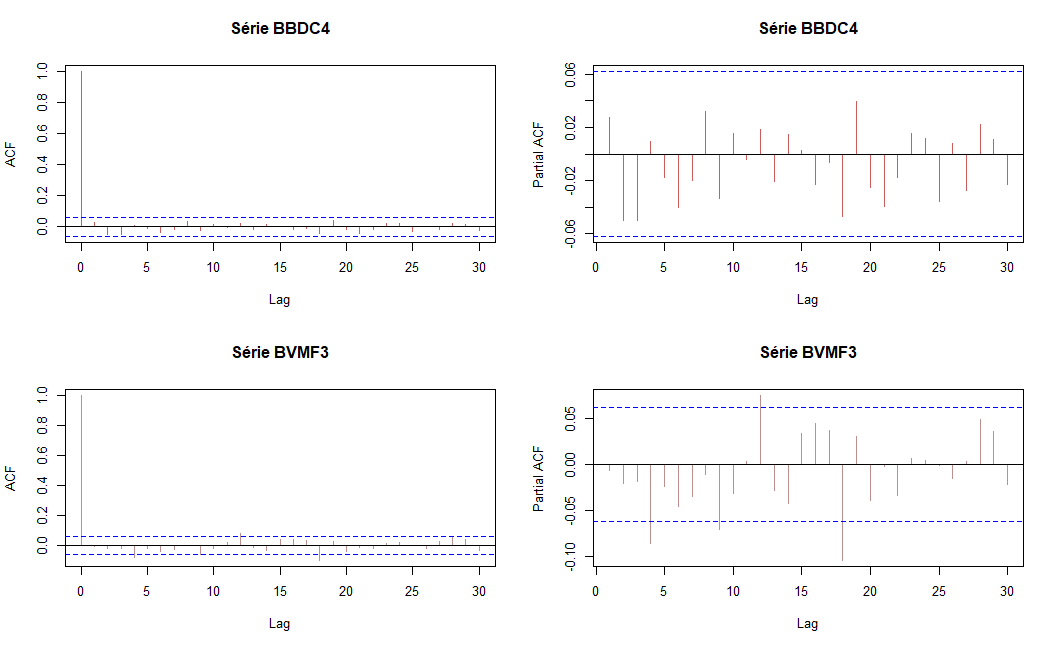 Série BBDC4
ACF
1.0
0.8
0.6
0.4
0.2
0.0
0 5 10 15 20 25 30
Lag
Série BBDC4
Partial ACF
0.06
0.02
-0.02
-0.06
0 5 10 15 20 25 30
Lag
Série BVMF3
ACF
1.0
0.8
0.6
0.4
0.2
0.0
0 5 10 15 20 25 30
Lag
Série BVMF3
Partial ACF
0.05
0.00
-0.05
-0.10
0 5 10 15 20 25 30
Lag